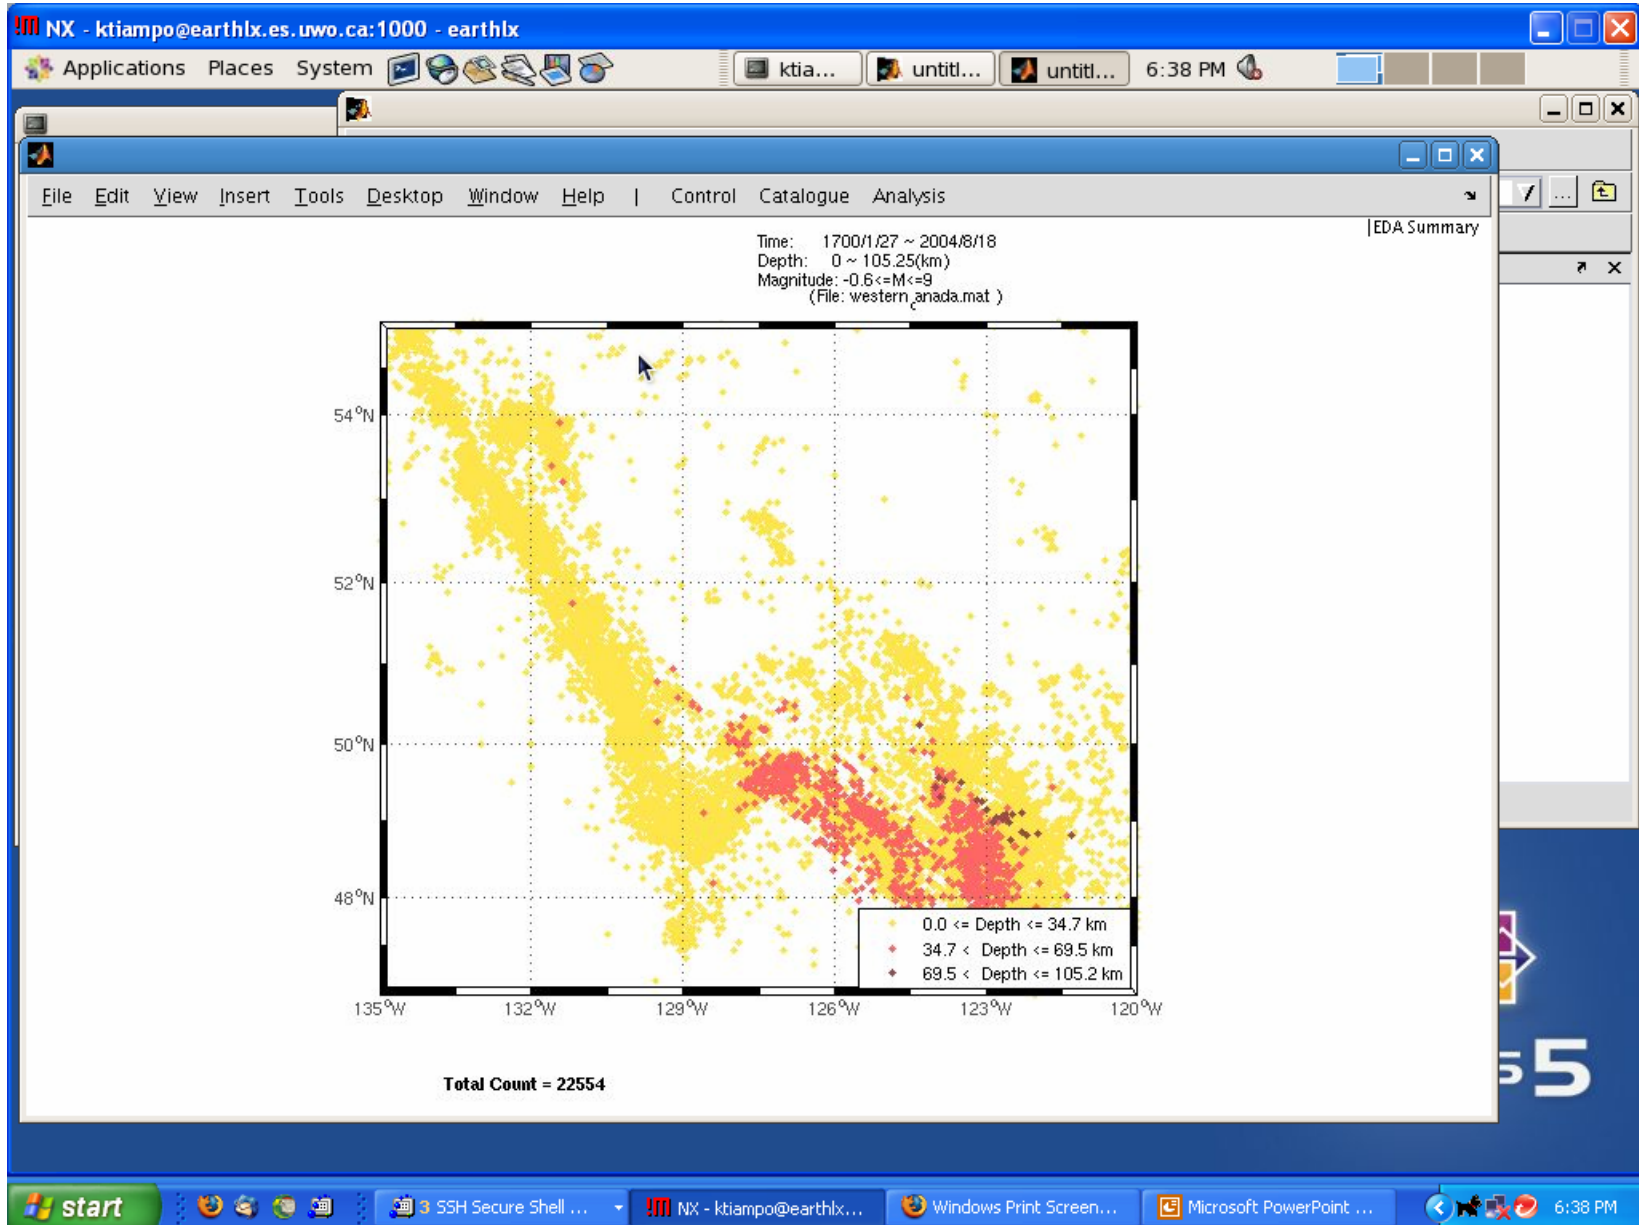 NX - ktiampo@earthlx.es.uwo.ca:1000 - earthlx
Applications Places System ktia... untitl... untitl... 6:38 PM
File Edit View Insert Tools Desktop Window Help | Control Catalogue Analysis
|EDA Summary
Time: 1700/1/27 ~ 2004/8/18
Depth: 0 ~ 105.25(km)
Magnitude: -0.6<=M<=9
(File: western_canada.mat )
54°N
52°N
50°N
48°N
0.0 <= Depth <= 34.7 km
34.7 < Depth <= 69.5 km
69.5 < Depth <= 105.2 km
135°W 132°W 129°W 126°W 123°W 120°W
Total Count = 22554
5
start 3 SSH Secure Shell ... NX - ktiampo@earthlx... Windows Print Screen... Microsoft PowerPoint ... 6:38 PM